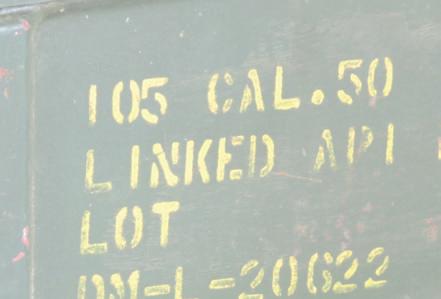 105 CAL.50
LINKED API
LOT
DM-L-20622